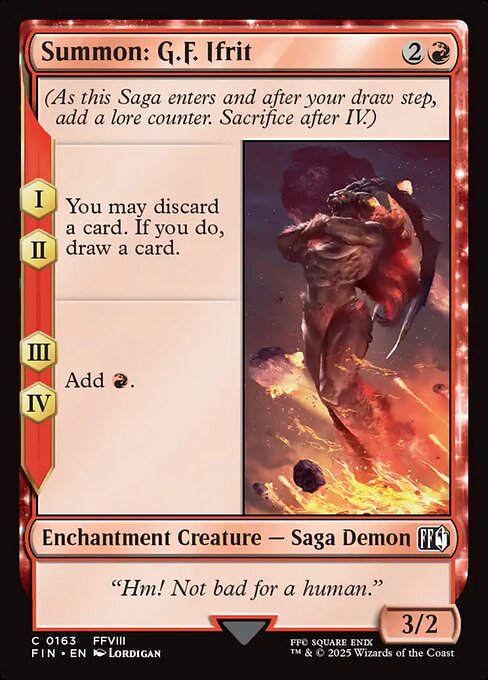 Summon: G.F. Ifrit 2
(As this Saga enters and after your draw step,
add a lore counter. Sacrifice after IV.)
I
II
You may discard
a card. If you do,
draw a card.
III
IV
Add .
Enchantment Creature — Saga Demon FF
“Hm! Not bad for a human.”
3/2
C 0163 FFVIII
FIN • EN LORDIGAN
FF© SQUARE ENIX
™ & © 2025 Wizards of the Coast